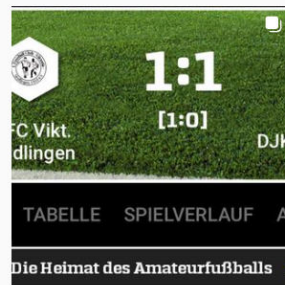 1:1
[1:0]
FC Vikt.
dlingen
DJK
TABELLE SPIELVERLAUF A
Die Heimat des Amateurfußballs